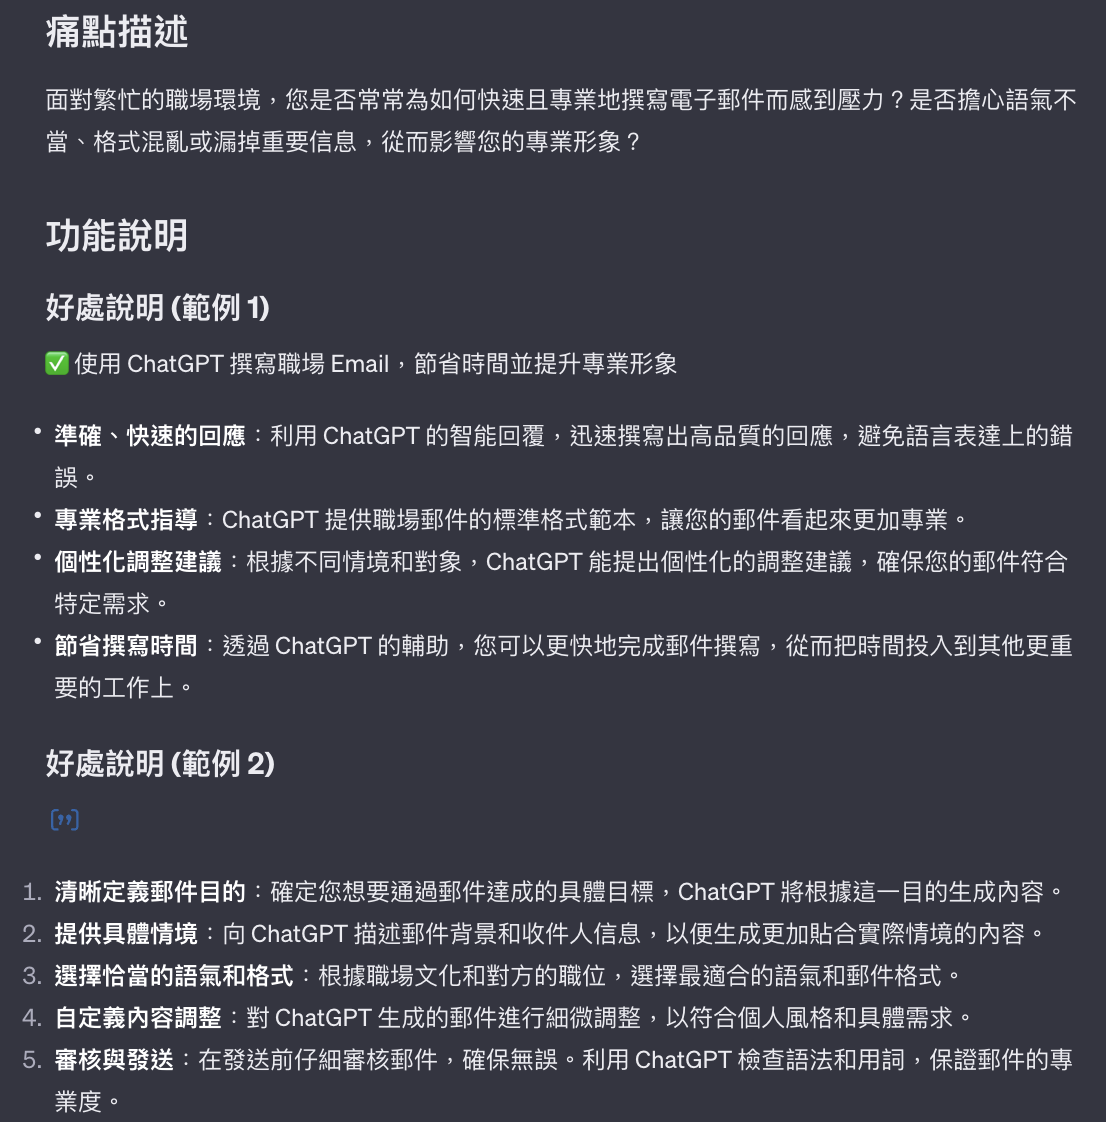 痛點描述
面對繁忙的職場環境，您是否常常為如何快速且專業地撰寫電子郵件而感到壓力？是否擔心語氣不
當、格式混亂或漏掉重要信息，從而影響您的專業形象？
功能說明
好處說明 (範例 1)
✅ 使用 ChatGPT 撰寫職場 Email，節省時間並提升專業形象
• 準確、快速的回應：利用 ChatGPT 的智能回覆，迅速撰寫出高品質的回應，避免語言表達上的錯
誤。
• 專業格式指導：ChatGPT 提供職場郵件的標準格式範本，讓您的郵件看起來更加專業。
• 個性化調整建議：根據不同情境和對象，ChatGPT 能提出個性化的調整建議，確保您的郵件符合
特定需求。
• 節省撰寫時間：透過 ChatGPT 的輔助，您可以更快地完成郵件撰寫，從而把時間投入到其他更重
要的工作上。
好處說明 (範例 2)
1. 清晰定義郵件目的：確定您想要通過郵件達成的具體目標，ChatGPT 將根據這一目的生成內容。
2. 提供具體情境：向 ChatGPT 描述郵件背景和收件人信息，以便生成更加貼合實際情境的內容。
3. 選擇恰當的語氣和格式：根據職場文化和對方的職位，選擇最適合的語氣和郵件格式。
4. 自定義內容調整：對 ChatGPT 生成的郵件進行細微調整，以符合個人風格和具體需求。
5. 審核與發送：在發送前仔細審核郵件，確保無誤。利用 ChatGPT 檢查語法和用詞，保證郵件的專
業度。